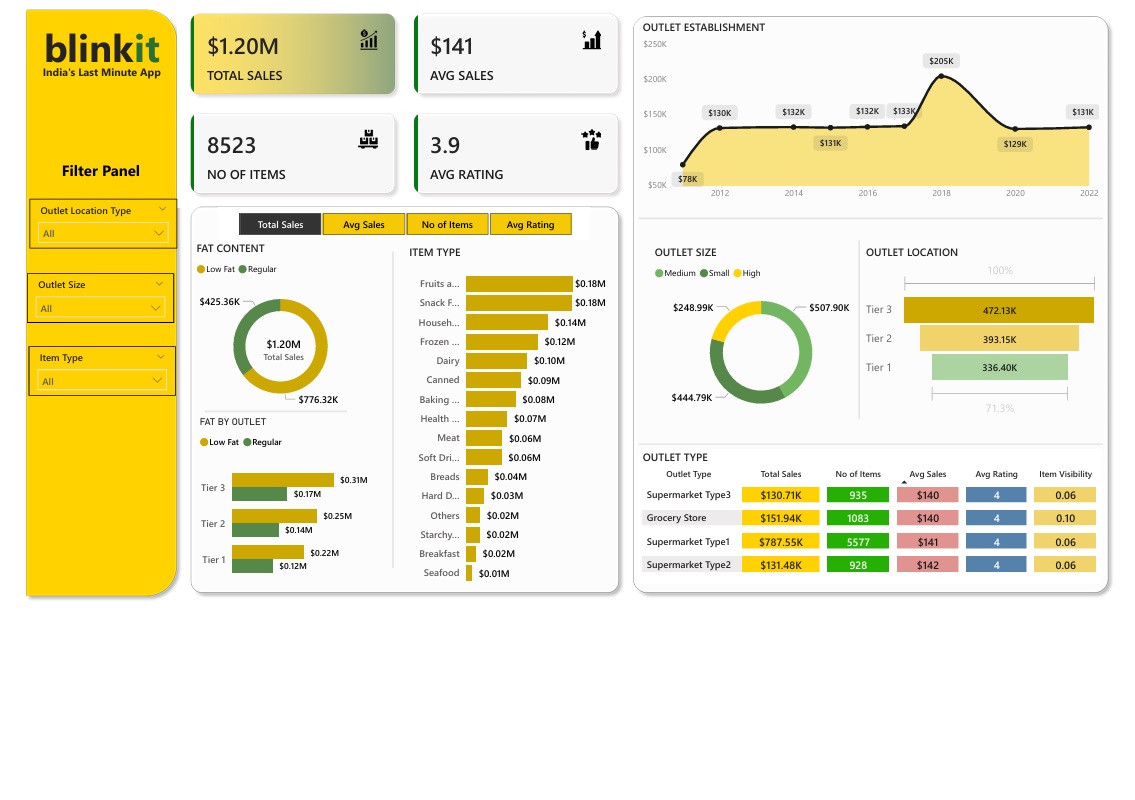 blinkit
India's Last Minute App
Filter Panel
Outlet Location Type
All
Outlet Size
All
Item Type
All
$1.20M
TOTAL SALES
$141
AVG SALES
8523
NO OF ITEMS
3.9
AVG RATING
Total Sales Avg Sales No of Items Avg Rating
FAT CONTENT
Low Fat Regular
$425.36K
$1.20M
Total Sales
$776.32K
FAT BY OUTLET
Low Fat Regular
Tier 3 $0.31M
$0.17M
Tier 2 $0.25M
$0.14M
Tier 1 $0.22M
$0.12M
ITEM TYPE
Fruits a... $0.18M
Snack F... $0.18M
Househ... $0.14M
Frozen ... $0.12M
Dairy $0.10M
Canned $0.09M
Baking ... $0.08M
Health ... $0.07M
Meat $0.06M
Soft Dri... $0.06M
Breads $0.04M
Hard D... $0.03M
Others $0.02M
Starchy... $0.02M
Breakfast $0.02M
Seafood $0.01M
OUTLET ESTABLISHMENT
$250K
$200K
$150K
$100K
$50K
$78K
$130K
$132K
$131K
$132K
$133K
$205K
$129K
$131K
2012 2014 2016 2018 2020 2022
OUTLET SIZE
Medium Small High
$248.99K
$507.90K
$444.79K
OUTLET LOCATION
100%
Tier 3 472.13K
Tier 2 393.15K
Tier 1 336.40K
71.3%
OUTLET TYPE
Outlet Type Total Sales No of Items Avg Sales Avg Rating Item Visibility
Supermarket Type3 $130.71K 935 $140 4 0.06
Grocery Store $151.94K 1083 $140 4 0.10
Supermarket Type1 $787.55K 5577 $141 4 0.06
Supermarket Type2 $131.48K 928 $142 4 0.06